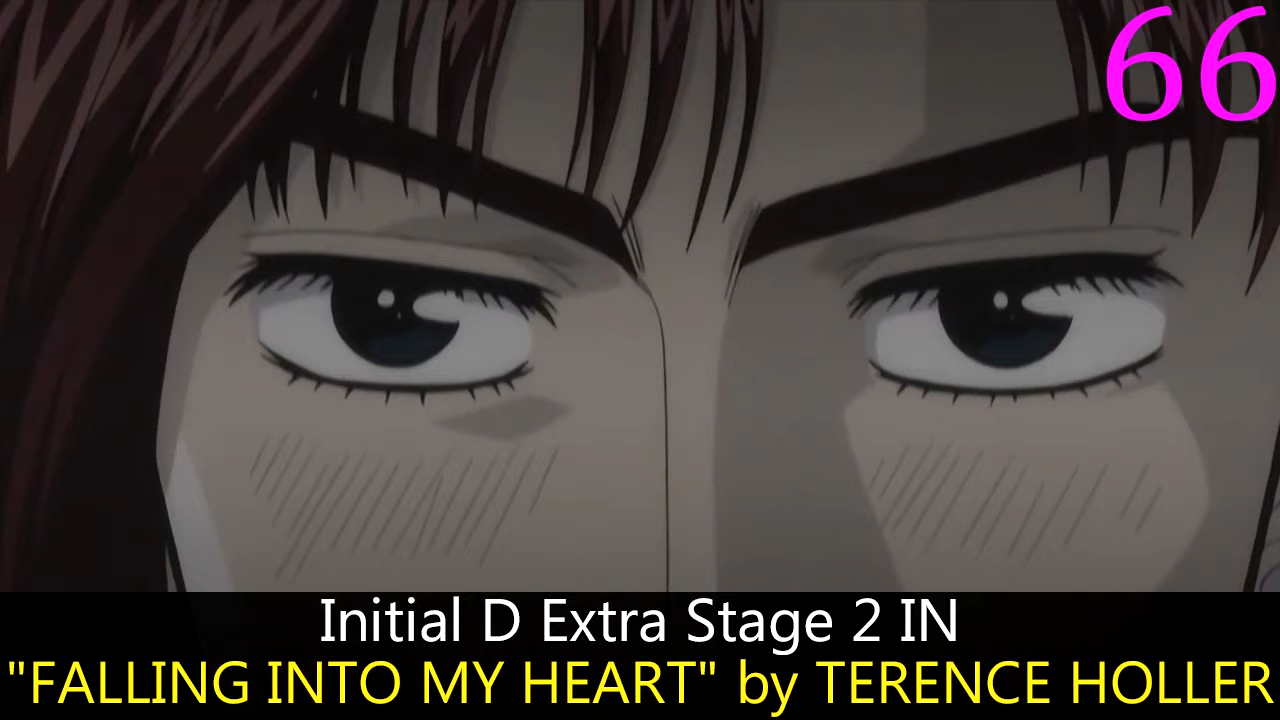 66
Initial D Extra Stage 2 IN
"FALLING INTO MY HEART" by TERENCE HOLLER